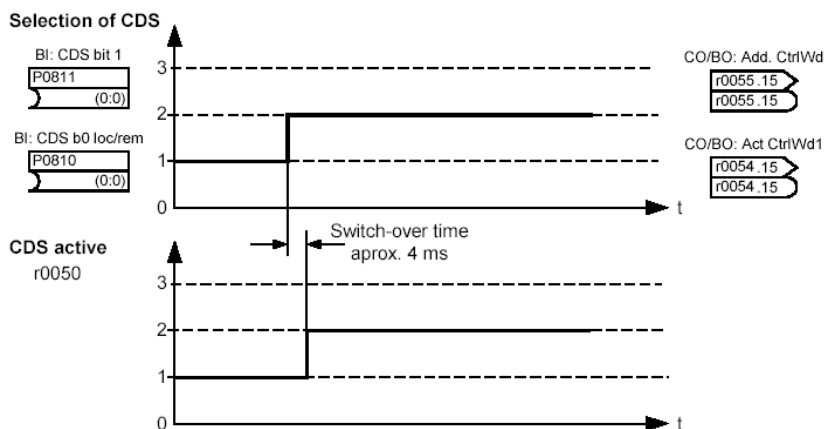 Selection of CDS
BI: CDS bit 1
P0811
(0:0)
BI: CDS b0 loc/rem
P0810
(0:0)
3
2
1
0
t
CO/BO: Add. CtrlWd
r0055 .15
r0055 .15
CO/BO: Act CtrlWd1
r0054 .15
r0054 .15
Switch-over time
aprox. 4 ms
CDS active
r0050
3
2
1
0
t